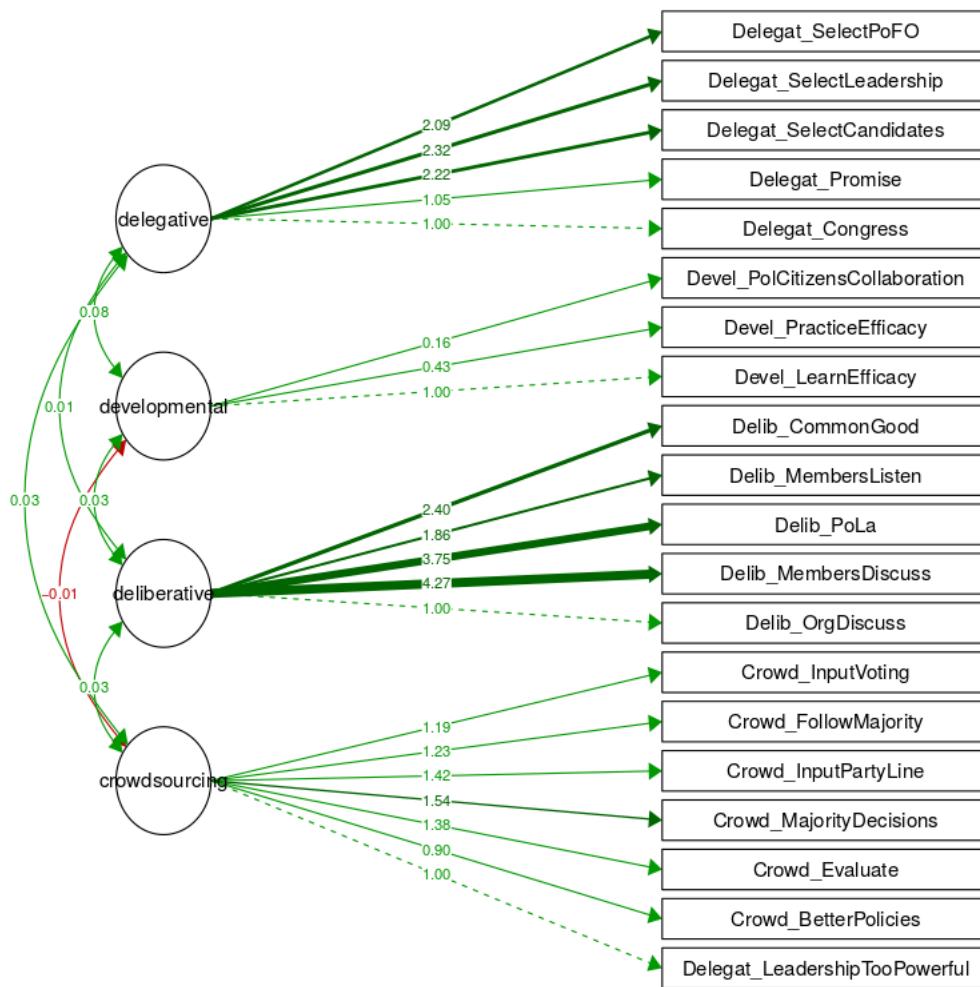 Delegat_SelectPoFO
Delegat_SelectLeadership
2.09
Delegat_SelectCandidates
2.32
2.22
Delegat_Promise
1.05
delegative
1.00
Delegat_Congress
Devel_PolCitizensCollaboration
0.08
Devel_PracticeEfficacy
0.16
0.43
Devel_LearnEfficacy
1.00
developmental
0.01
Delib_CommonGood
Delib_MembersListen
0.03
0.03
2.40
Delib_PoLa
1.86
3.75
Delib_MembersDiscuss
4.27
deliberative
−0.01
1.00
Delib_OrgDiscuss
Crowd_InputVoting
0.03
Crowd_FollowMajority
1.19
1.23
Crowd_InputPartyLine
1.42
crowdsourcing
1.54
Crowd_MajorityDecisions
1.38
0.90
Crowd_Evaluate
1.00
Crowd_BetterPolicies
Delegat_LeadershipTooPowerful